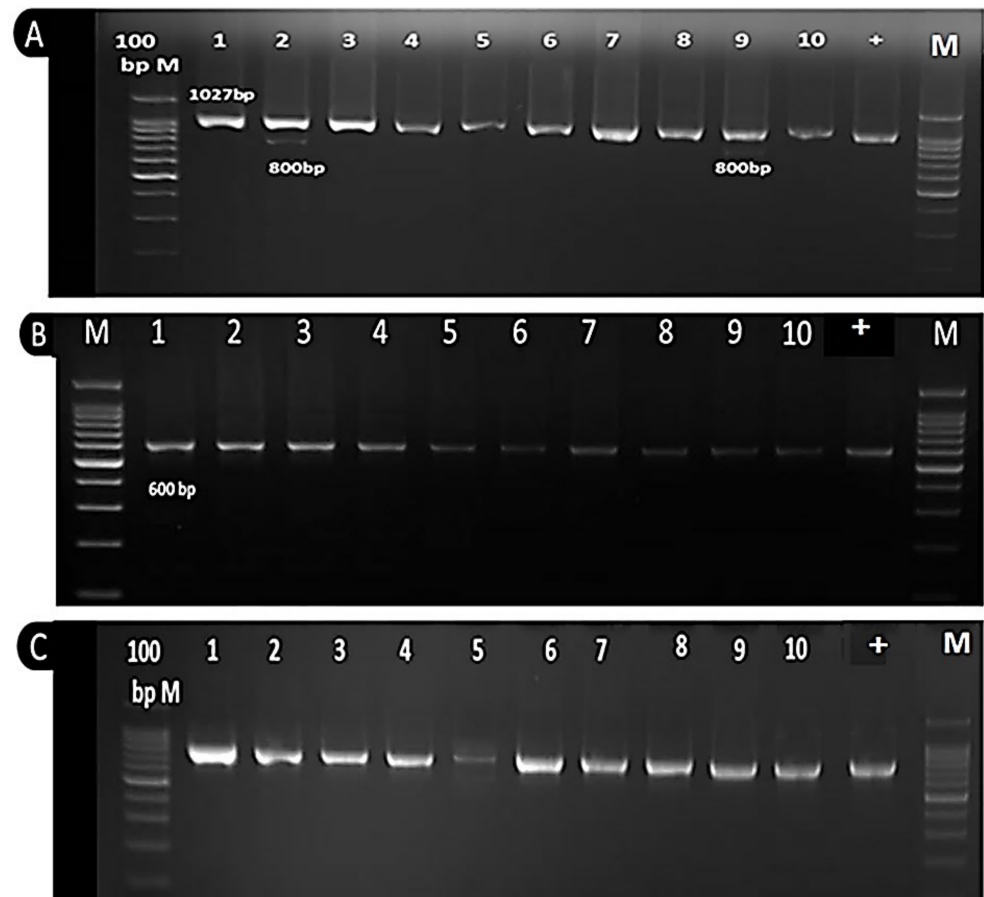 A
100 1 2 3 4 5 6 7 8 9 10 + M
bp M
1027bp
800bp 800bp
B M 1 2 3 4 5 6 7 8 9 10 + M
600 bp
C 100 1 2 3 4 5 6 7 8 9 10 + M
bp M